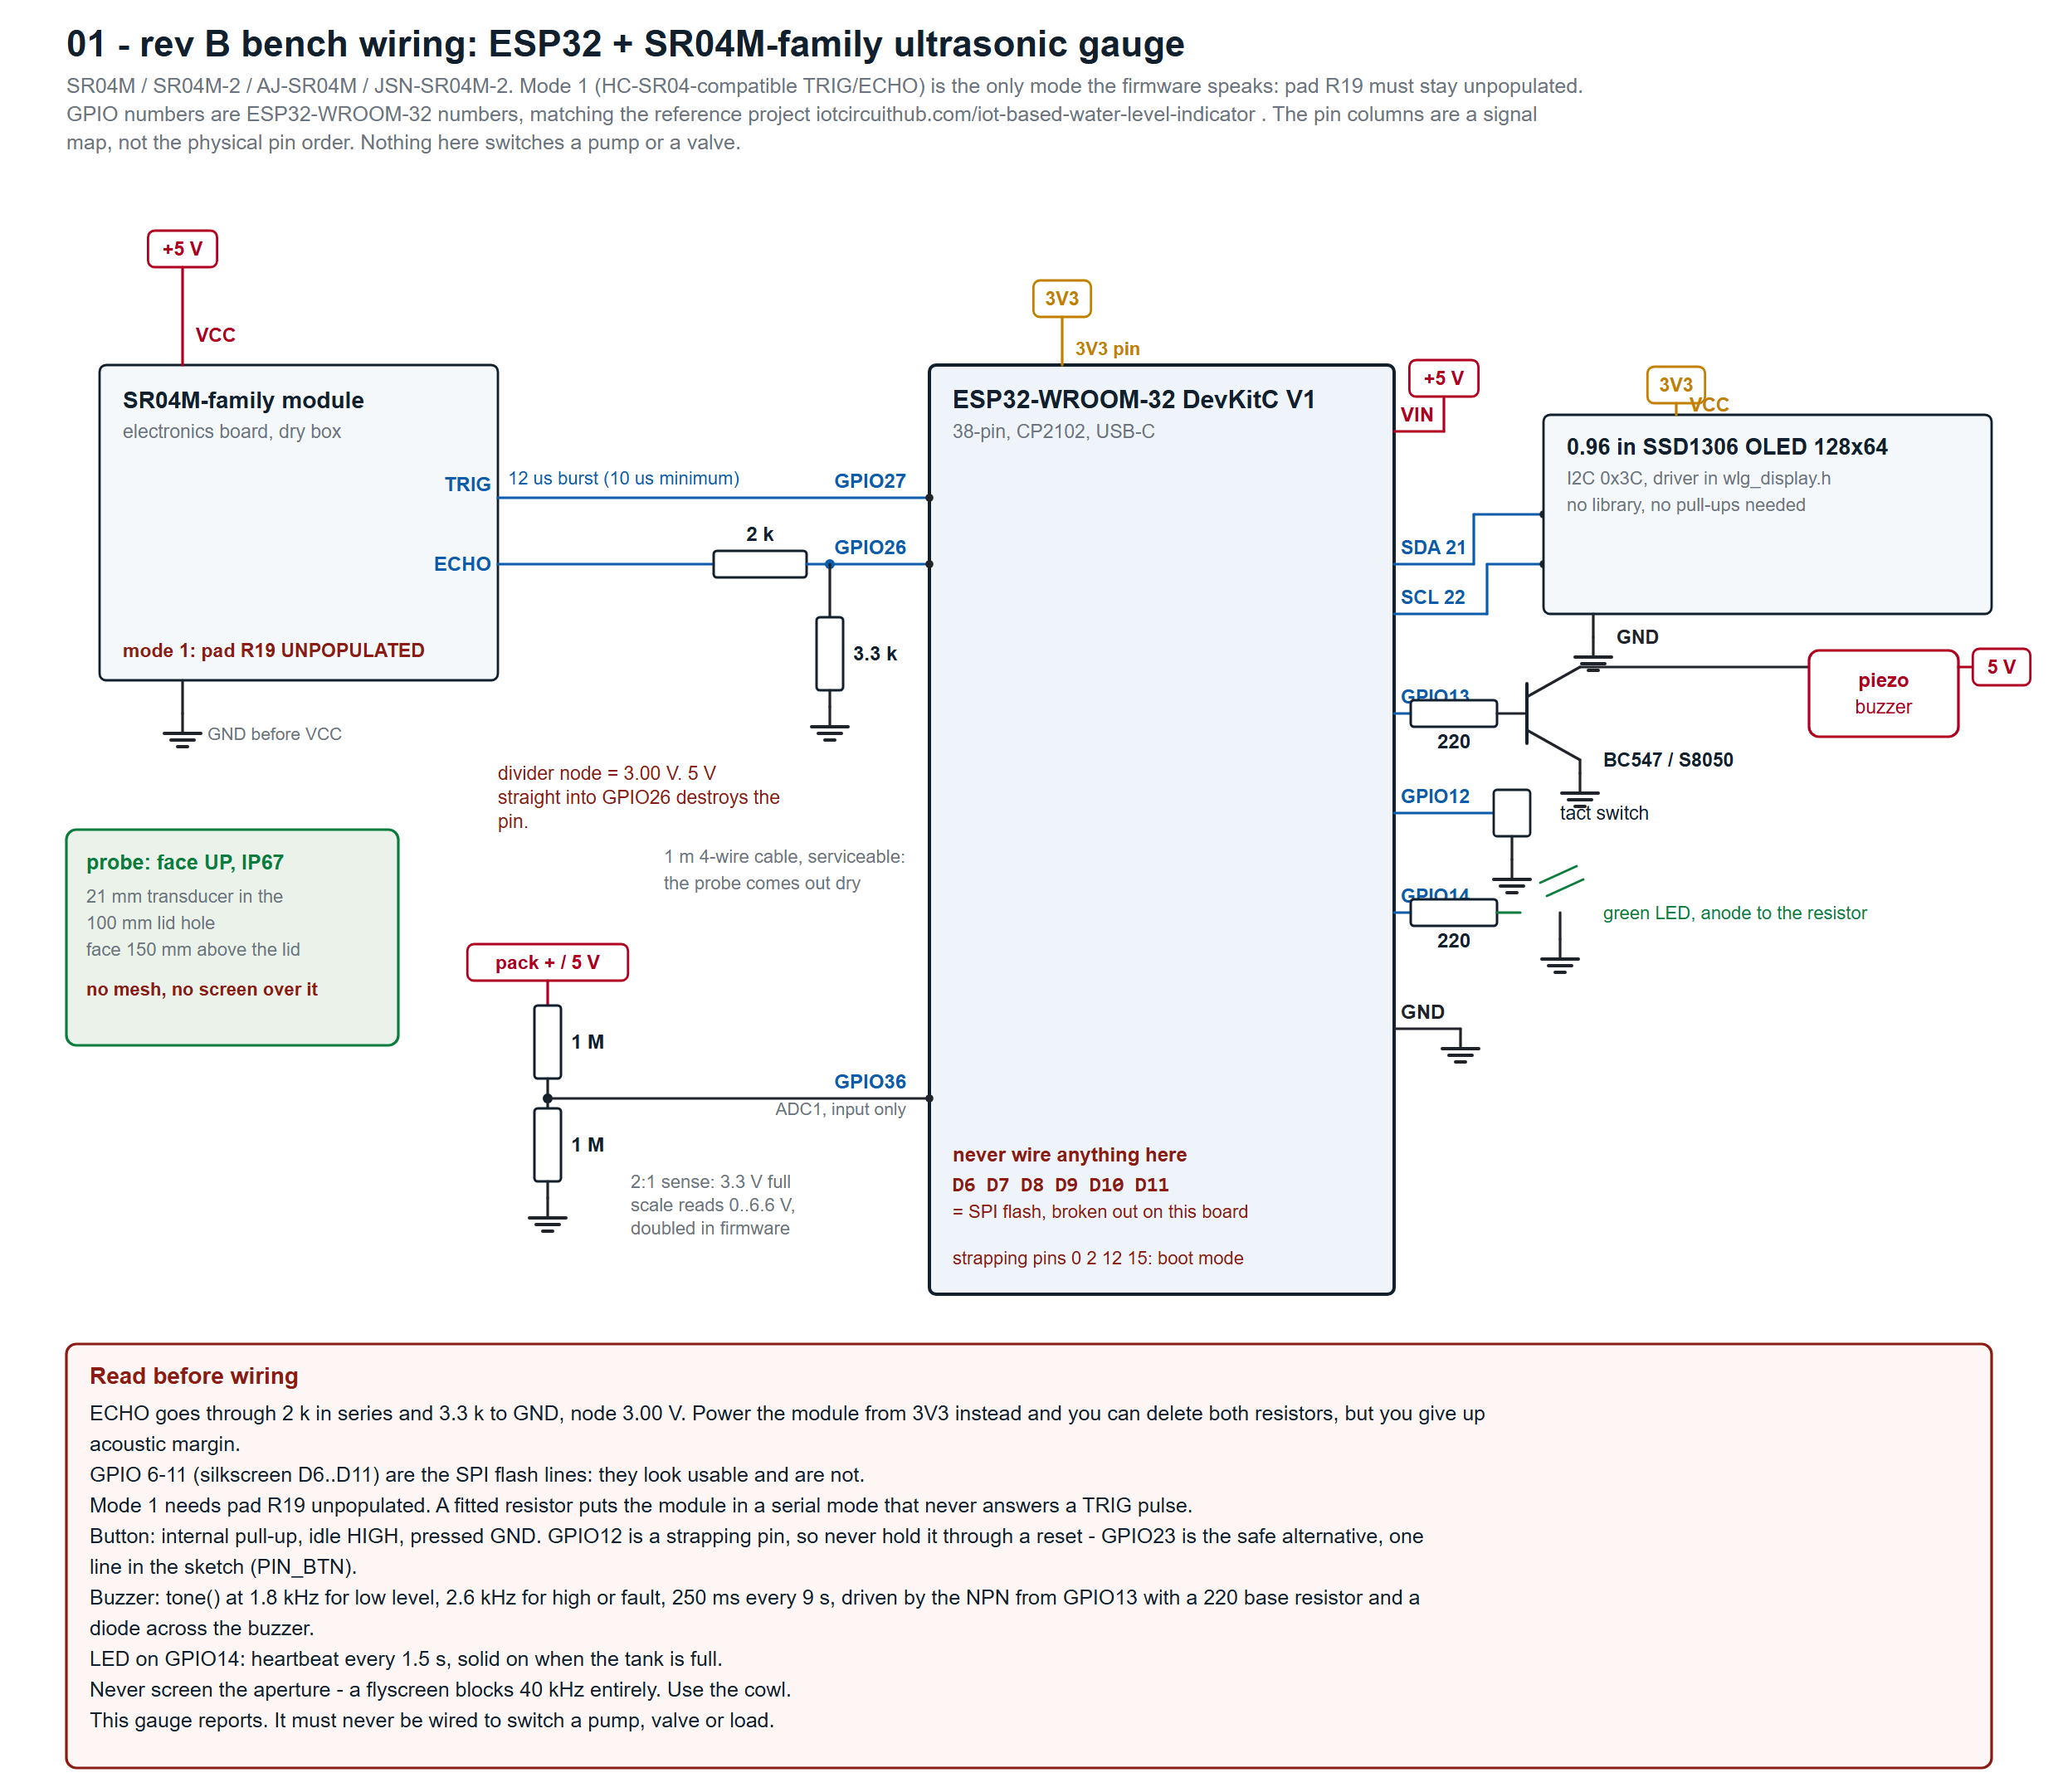 01 - rev B bench wiring: ESP32 + SR04M-family ultrasonic gauge
SR04M / SR04M-2 / AJ-SR04M / JSN-SR04M-2. Mode 1 (HC-SR04-compatible TRIG/ECHO) is the only mode the firmware speaks: pad R19 must stay unpopulated.
GPIO numbers are ESP32-WROOM-32 numbers, matching the reference project iotcircuithub.com/iot-based-water-level-indicator . The pin columns are a signal
map, not the physical pin order. Nothing here switches a pump or a valve.
+5 V
VCC
SR04M-family module
electronics board, dry box
TRIG
ECHO
mode 1: pad R19 UNPOPULATED
GND before VCC
12 us burst (10 us minimum)
GPIO27
2 k
GPIO26
3.3 k
divider node = 3.00 V. 5 V
straight into GPIO26 destroys the
pin.
1 m 4-wire cable, serviceable:
the probe comes out dry
probe: face UP, IP67
21 mm transducer in the
100 mm lid hole
face 150 mm above the lid
no mesh, no screen over it
pack + / 5 V
1 M
GPIO36
ADC1, input only
1 M
2:1 sense: 3.3 V full
scale reads 0..6.6 V,
doubled in firmware
3V3
3V3 pin
ESP32-WROOM-32 DevKitC V1
38-pin, CP2102, USB-C
never wire anything here
D6 D7 D8 D9 D10 D11
= SPI flash, broken out on this board
strapping pins 0 2 12 15: boot mode
+5 V
VIN
3V3
VCC
0.96 in SSD1306 OLED 128x64
I2C 0x3C, driver in wlg_display.h
no library, no pull-ups needed
SDA 21
SCL 22
GND
GPIO13
220
piezo
buzzer
5 V
BC547 / S8050
GPIO12
tact switch
GPIO14
220
green LED, anode to the resistor
GND
Read before wiring
ECHO goes through 2 k in series and 3.3 k to GND, node 3.00 V. Power the module from 3V3 instead and you can delete both resistors, but you give up
acoustic margin.
GPIO 6-11 (silkscreen D6..D11) are the SPI flash lines: they look usable and are not.
Mode 1 needs pad R19 unpopulated. A fitted resistor puts the module in a serial mode that never answers a TRIG pulse.
Button: internal pull-up, idle HIGH, pressed GND. GPIO12 is a strapping pin, so never hold it through a reset - GPIO23 is the safe alternative, one
line in the sketch (PIN_BTN).
Buzzer: tone() at 1.8 kHz for low level, 2.6 kHz for high or fault, 250 ms every 9 s, driven by the NPN from GPIO13 with a 220 base resistor and a
diode across the buzzer.
LED on GPIO14: heartbeat every 1.5 s, solid on when the tank is full.
Never screen the aperture - a flyscreen blocks 40 kHz entirely. Use the cowl.
This gauge reports. It must never be wired to switch a pump, valve or load.